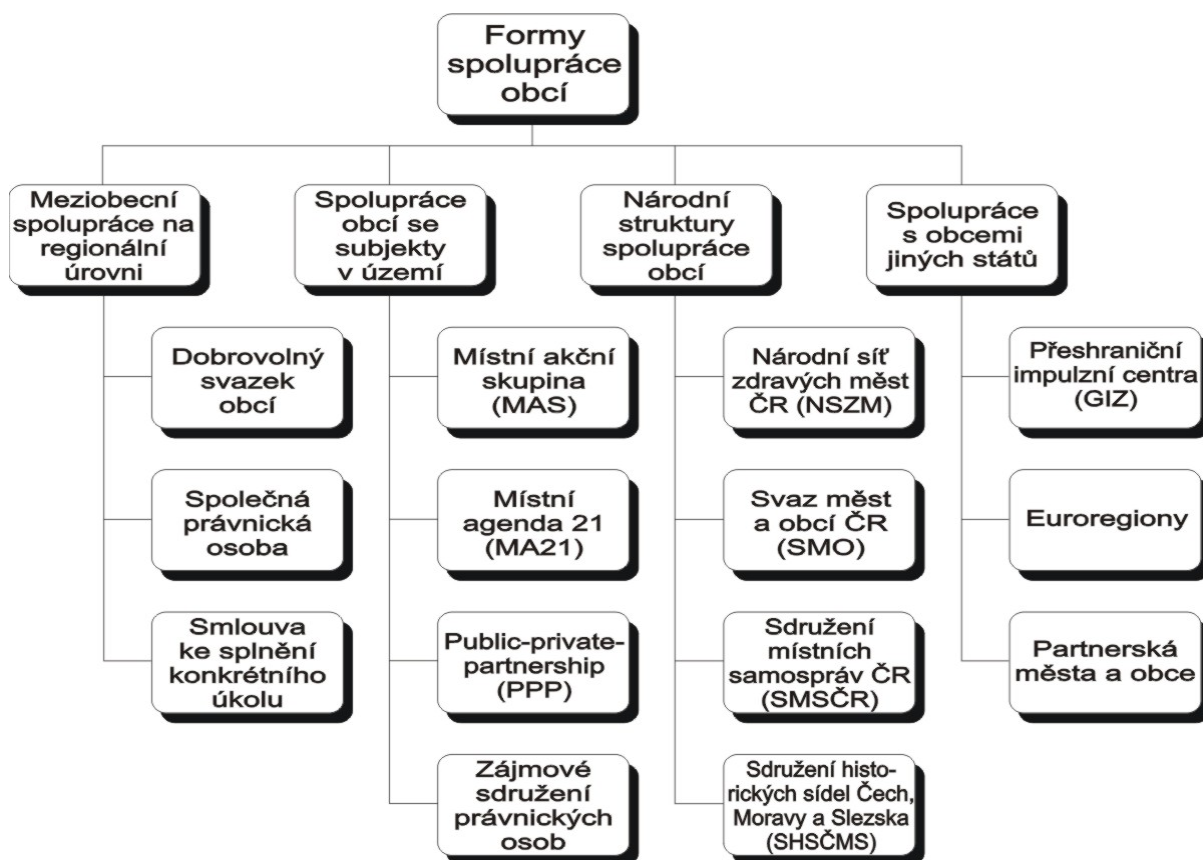 Formy
spolupráce
obcí
Meziobecní
spolupráce na
regionální
úrovni
Spolupráce
obcí se
subjekty
v území
Národní
struktury
spolupráce
obcí
Spolupráce
s obcemi
jiných států
Dobrovolný
svazek
obcí
Místní akční
skupina
(MAS)
Národní síť
zdravých měst
ČR (NSZM)
Přeshraniční
impulzní centra
(GIZ)
Společná
právnická
osoba
Místní
agenda 21
(MA21)
Svaz měst
a obcí ČR
(SMO)
Euroregiony
Smlouva
ke splnění
konkrétního
úkolu
Public-private-
partnership
(PPP)
Sdružení
místních
samospráv ČR
(SMSČR)
Partnerská
města a obce
Zájmové
sdružení
právnických
osob
Sdružení histo-
rických sídel Čech,
Moravy a Slezska
(SHSČMS)